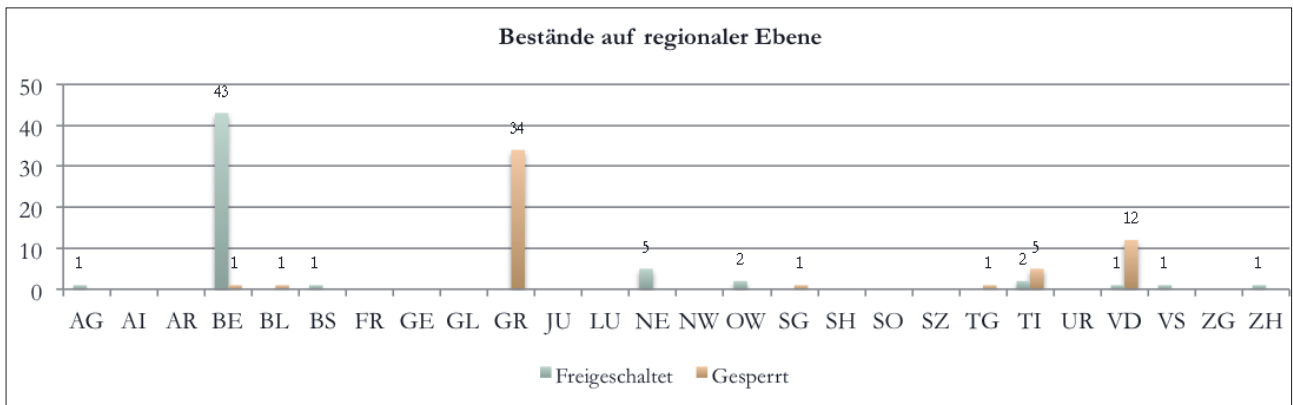 Bestände auf regionaler Ebene
50
43
40
34
30
20
12
10
1 1 1 1 5 2 1 1 2 5 1 1 1
0
AG AI AR BE BL BS FR GE GL GR JU LU NE NW OW SG SH SO SZ TG TI UR VD VS ZG ZH
Freigeschaltet Gesperrt